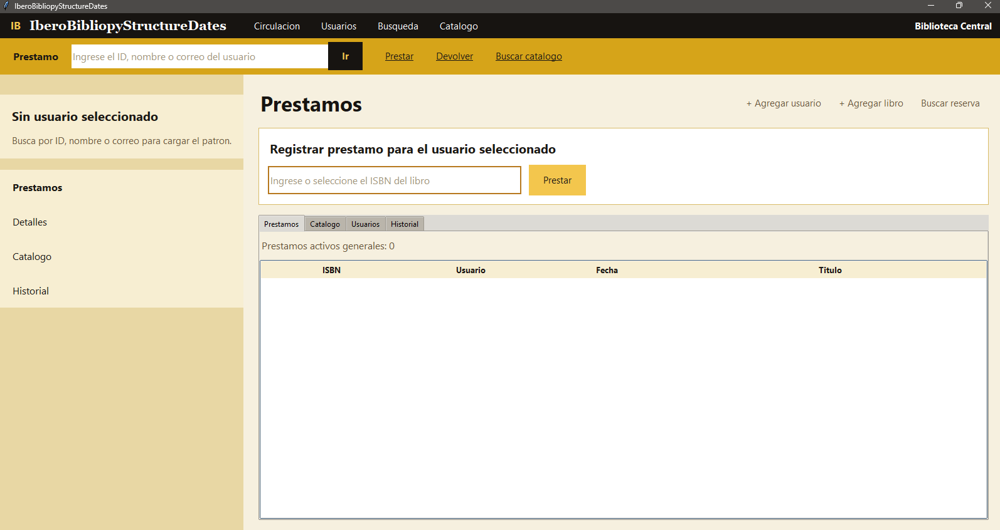 IberoBibliopyStructureDates
IB IberoBibliopyStructureDates Circulacion Usuarios Busqueda Catalogo Biblioteca Central
Prestamo Ingrese el ID, nombre o correo del usuario Ir Prestar Devolver Buscar catalogo
Sin usuario seleccionado
Busca por ID, nombre o correo para cargar el patron.
Prestamos
Detalles
Catalogo
Historial
Prestamos + Agregar usuario + Agregar libro Buscar reserva
Registrar prestamo para el usuario seleccionado
Ingrese o seleccione el ISBN del libro Prestar
Prestamos Catalogo Usuarios Historial
Prestamos activos generales: 0
ISBN Usuario Fecha Titulo